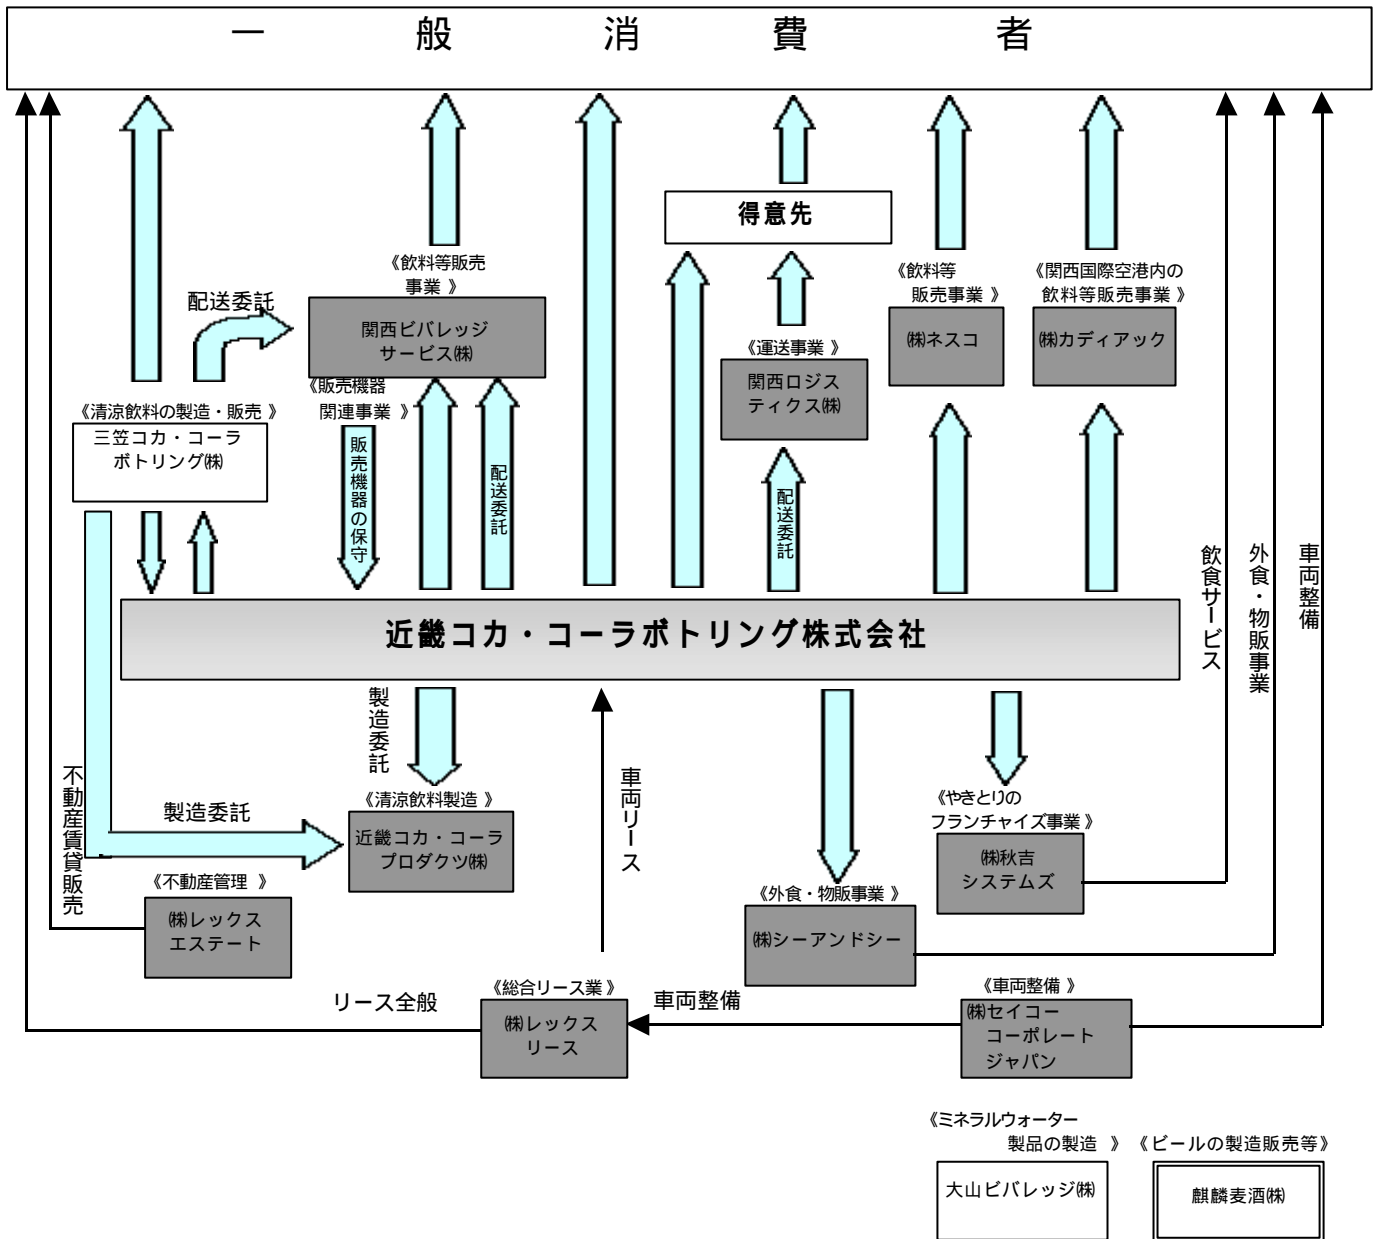 一般消費者
得意先
《飲料等販売
事業 》
配送委託
関西ビバレッジ
サービス㈱
《飲料等
販売事業 》
㈱ネスコ
《関西国際空港内の
飲料等販売事業 》
㈱カディアック
《運送事業 》
関西ロジス
ティクス㈱
《清涼飲料の製造・販売 》
三笠コカ・コーラ
ボトリング㈱
《販売機器
関連事業 》
販売機器の保守
配送委託
配送委託
飲食サービス
外食・物販事業
車両整備
近畿コカ・コーラボトリング株式会社
製造委託
不動産賃貸販売
製造委託
《清涼飲料製造 》
近畿コカ・コーラ
プロダクツ㈱
車両リース
《やきとりの
フランチャイズ事業 》
㈱秋吉
システムズ
《不動産管理 》
㈱レックス
エステート
《外食・物販事業 》
㈱シーアンドシー
リース全般
《総合リース業 》
㈱レックス
リース
車両整備
《車両整備 》
㈱セイコー
コーポレート
ジャパン
《ミネラルウォーター
製品の製造 》
大山ビバレッジ㈱
《ビールの製造販売等》
麒麟麦酒㈱